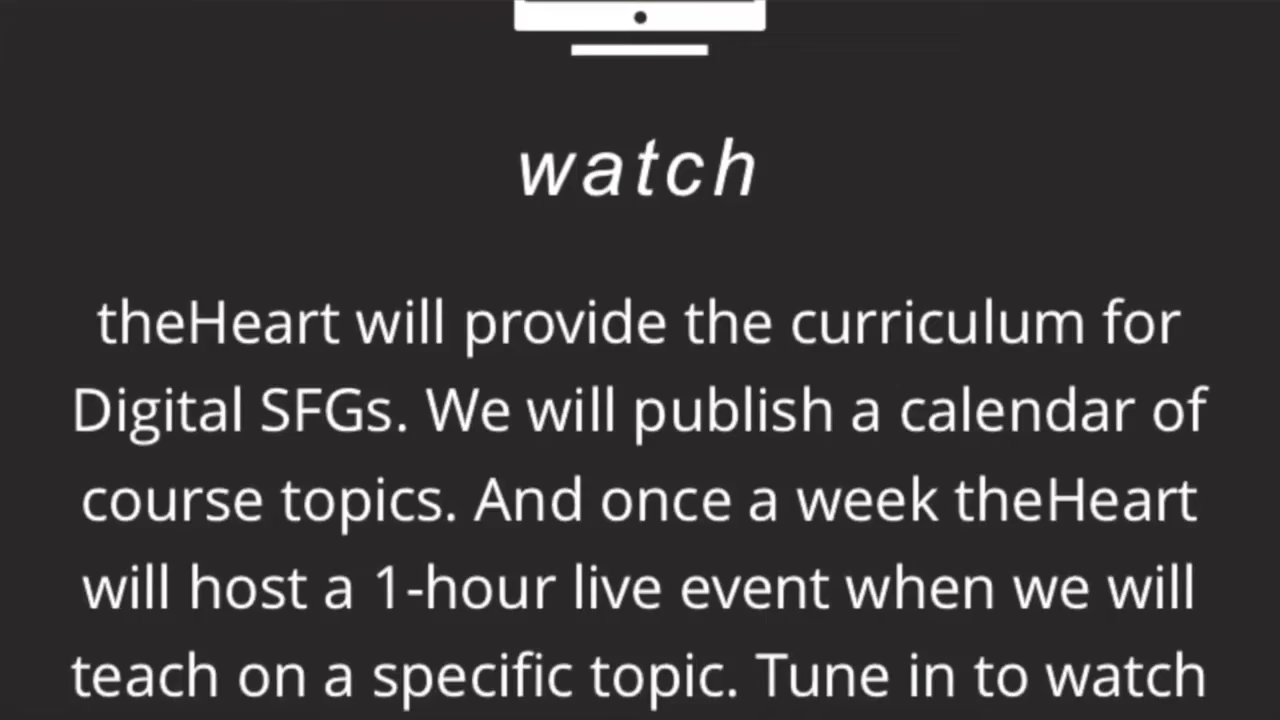 watch
theHeart will provide the curriculum for
Digital SFGs. We will publish a calendar of
course topics. And once a week theHeart
will host a 1-hour live event when we will
teach on a specific topic. Tune in to watch